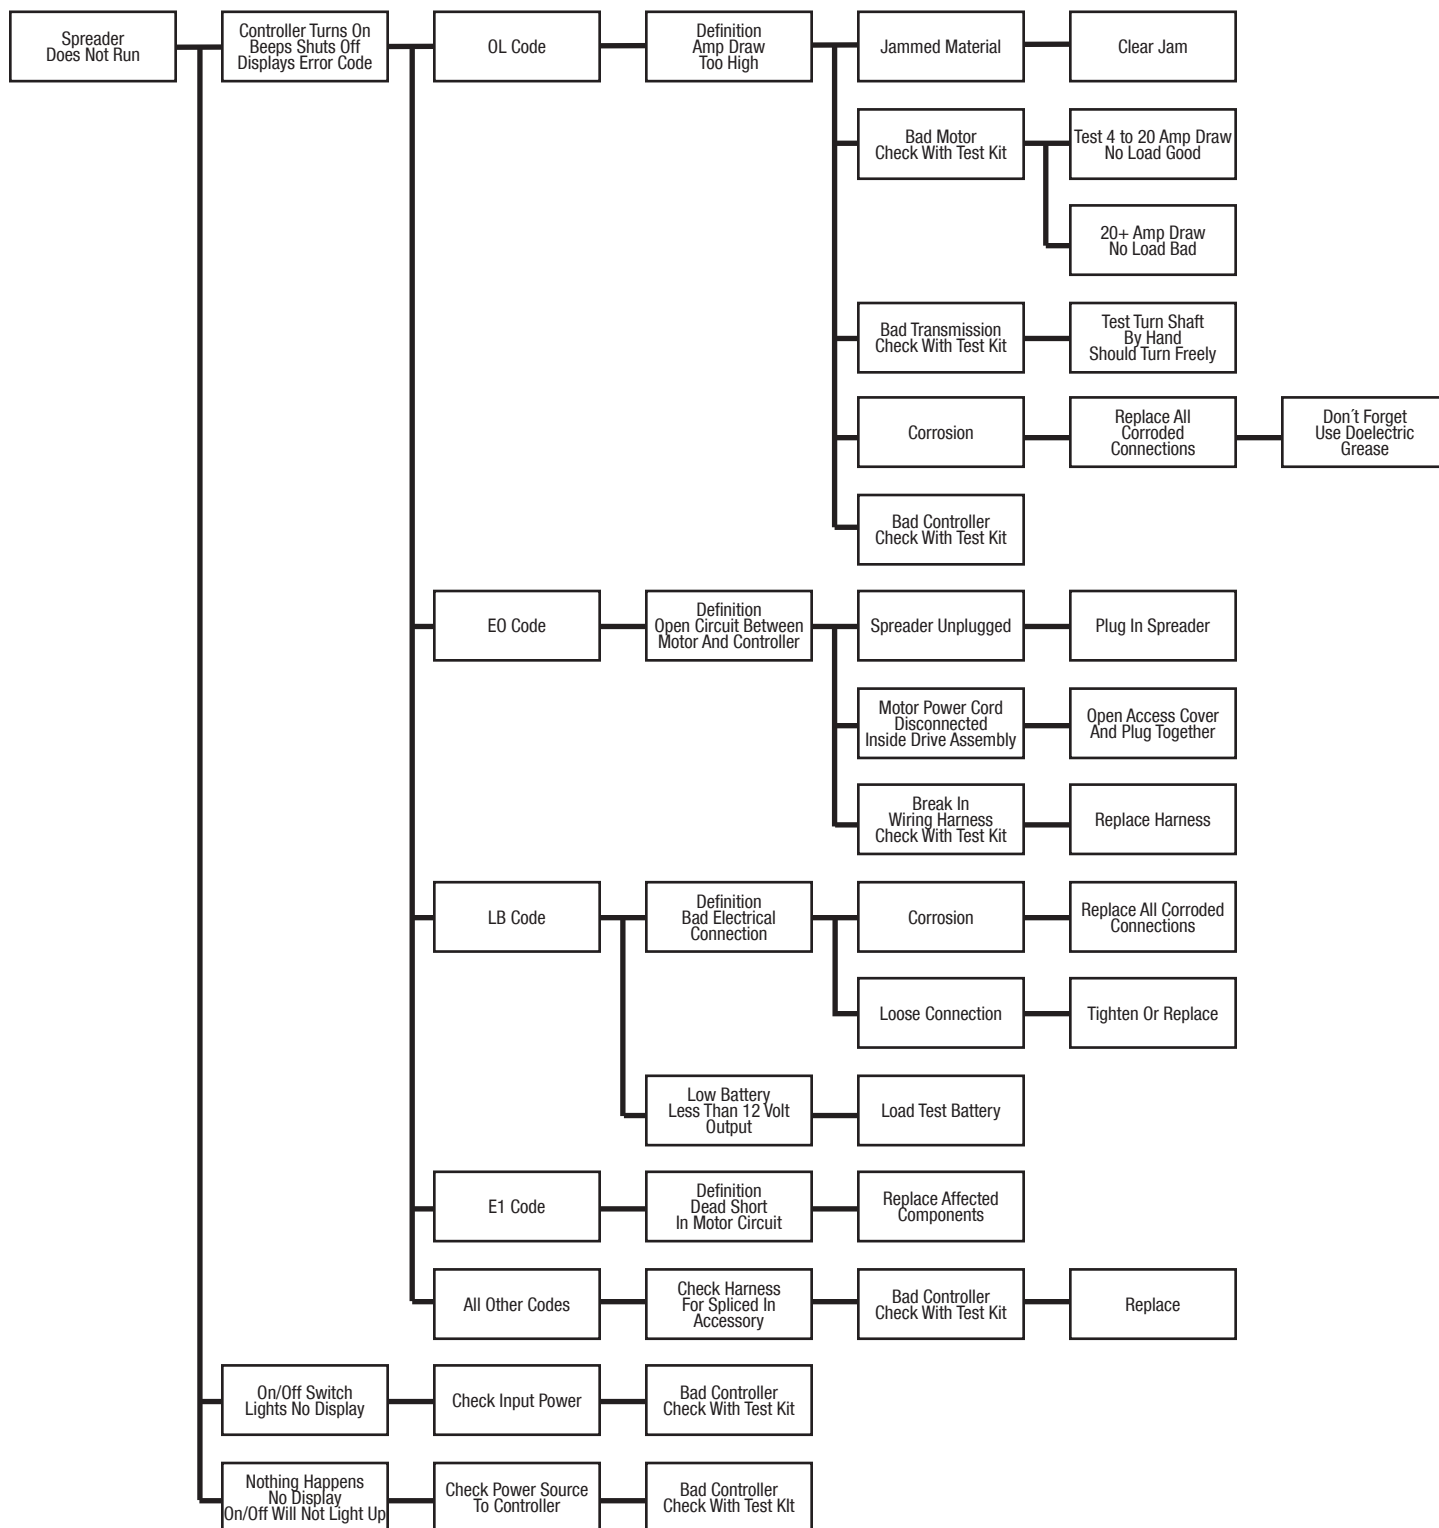 Spreader
Does Not Run
Controller Turns On
Beeps Shuts Off
Displays Error Code
OL Code
Definition
Amp Draw
Too High
Jammed Material
Clear Jam
Bad Motor
Check With Test Kit
Test 4 to 20 Amp Draw
No Load Good
20+ Amp Draw
No Load Bad
Bad Transmission
Check With Test Kit
Test Turn Shaft
By Hand
Should Turn Freely
Corrosion
Replace All
Corroded
Connections
Don´t Forget
Use Doelectric
Grease
Bad Controller
Check With Test Kit
EO Code
Definition
Open Circuit Between
Motor And Controller
Spreader Unplugged
Plug In Spreader
Motor Power Cord
Disconnected
Inside Drive Assembly
Open Access Cover
And Plug Together
Break In
Wiring Harness
Check With Test Kit
Replace Harness
LB Code
Definition
Bad Electrical
Connection
Corrosion
Replace All Corroded
Connections
Loose Connection
Tighten Or Replace
Low Battery
Less Than 12 Volt
Output
Load Test Battery
E1 Code
Definition
Dead Short
In Motor Circuit
Replace Affected
Components
All Other Codes
Check Harness
For Spliced In
Accessory
Bad Controller
Check With Test Kit
Replace
On/Off Switch
Lights No Display
Check Input Power
Bad Controller
Check With Test Kit
Nothing Happens
No Display
On/Off Will Not Light Up
Check Power Source
To Controller
Bad Controller
Check With Test KIt